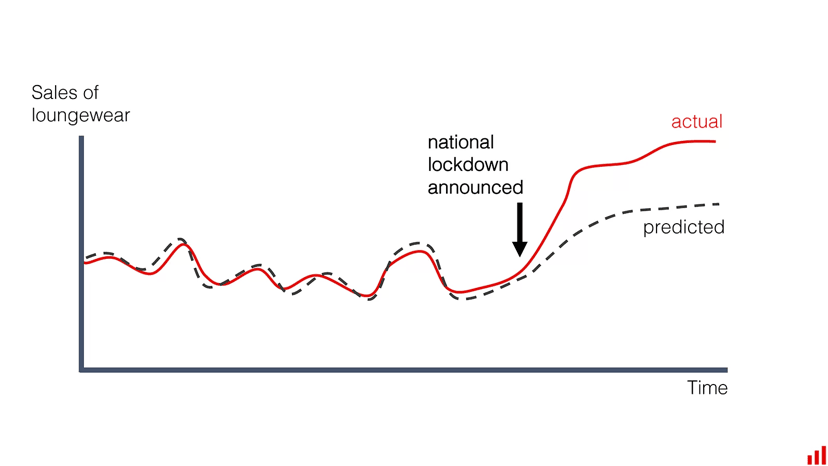 Sales of
loungewear
national
lockdown
announced
actual
predicted
Time